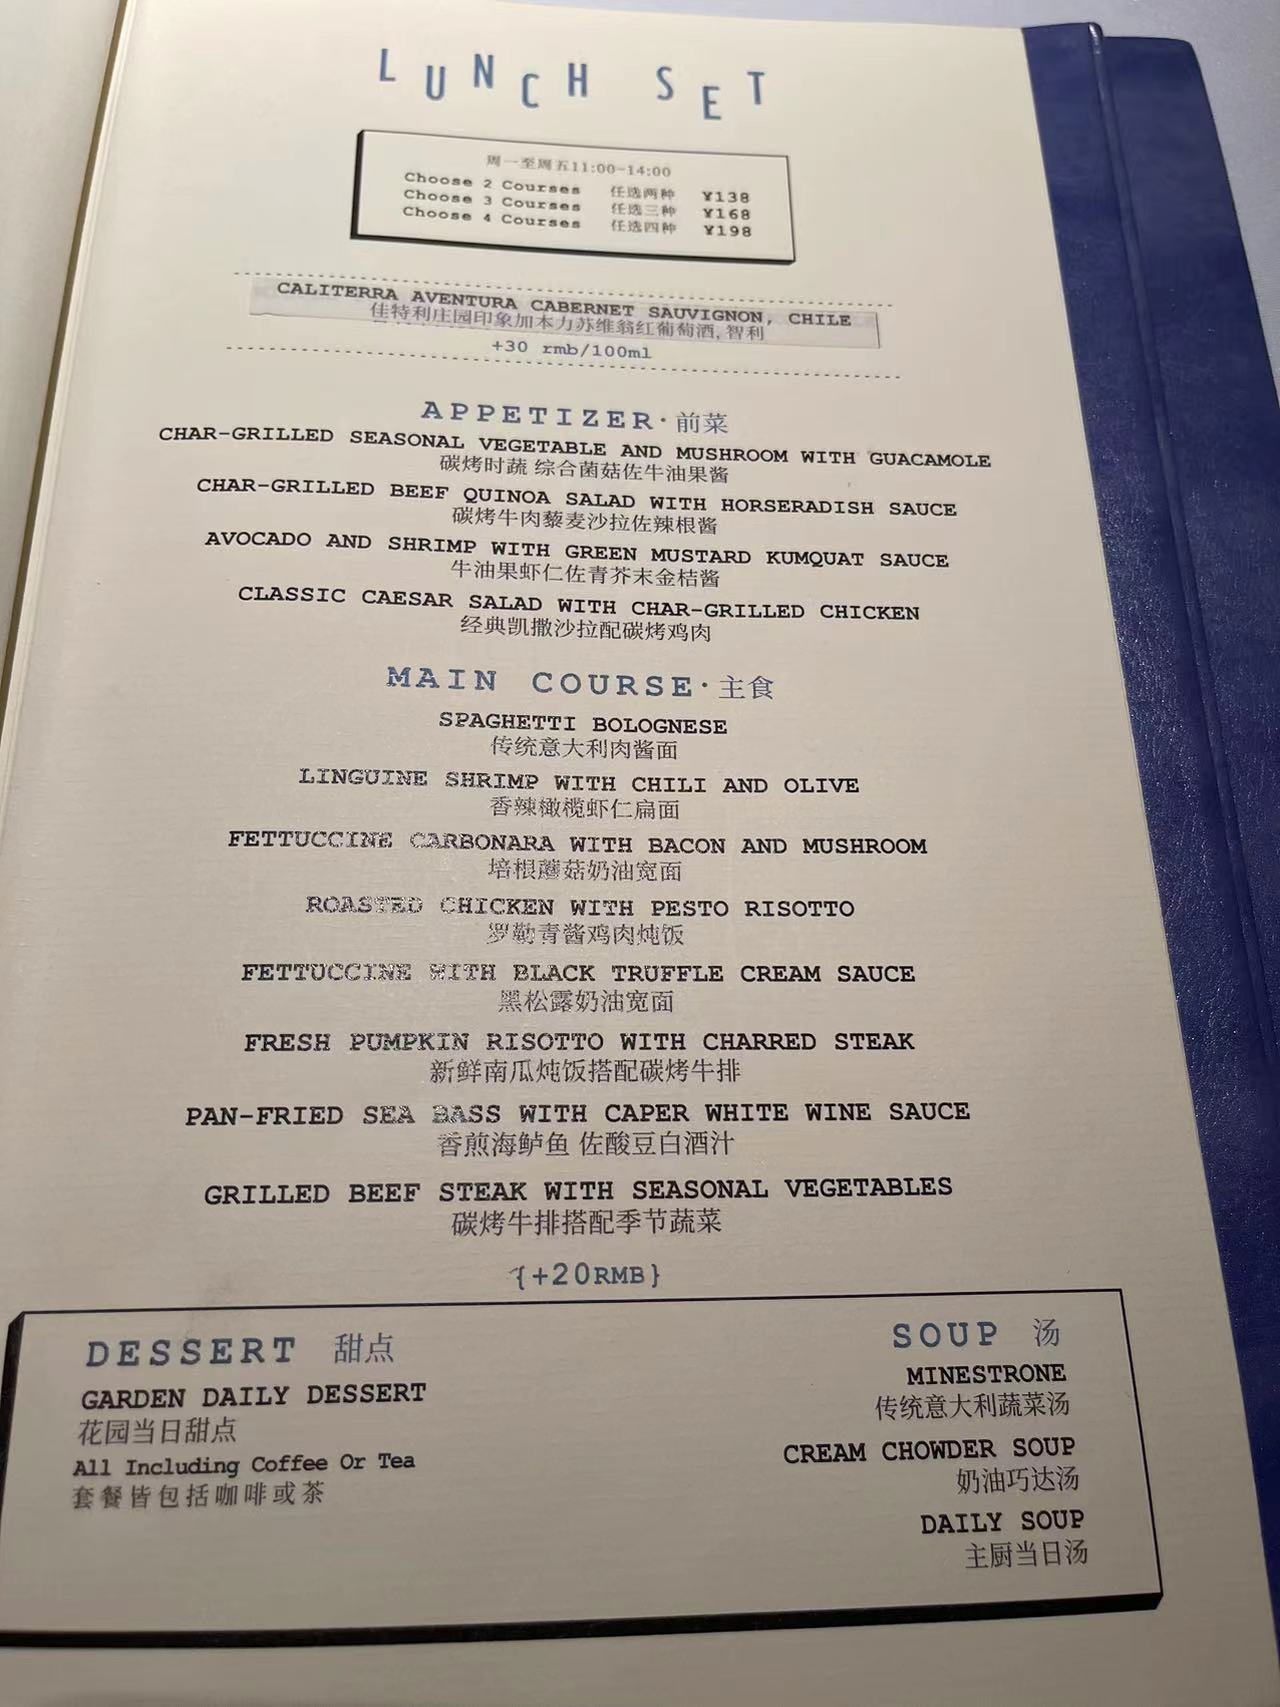 LUNCH SET
周一至周五11:00-14:00
Choose 2 Courses 任选两种 ¥138
Choose 3 Courses 任选三种 ¥168
Choose 4 Courses 任选四种 ¥198
CALITERRA AVENTURA CABERNET SAUVIGNON, CHILE
佳特利庄园印象加本力苏维翁红葡萄酒,智利
+30 rmb/100ml
APPETIZER·前菜
CHAR-GRILLED SEASONAL VEGETABLE AND MUSHROOM WITH GUACAMOLE
碳烤时蔬 综合菌菇佐牛油果酱
CHAR-GRILLED BEEF QUINOA SALAD WITH HORSERADISH SAUCE
碳烤牛肉藜麦沙拉佐辣根酱
AVOCADO AND SHRIMP WITH GREEN MUSTARD KUMQUAT SAUCE
牛油果虾仁佐青芥末金桔酱
CLASSIC CAESAR SALAD WITH CHAR-GRILLED CHICKEN
经典凯撒沙拉配碳烤鸡肉
MAIN COURSE·主食
SPAGHETTI BOLOGNESE
传统意大利肉酱面
LINGUINE SHRIMP WITH CHILI AND OLIVE
香辣橄榄虾仁扁面
FETTUCCINE CARBONARA WITH BACON AND MUSHROOM
培根蘑菇奶油宽面
ROASTED CHICKEN WITH PESTO RISOTTO
罗勒青酱鸡肉炖饭
FETTUCCINE WITH BLACK TRUFFLE CREAM SAUCE
黑松露奶油宽面
FRESH PUMPKIN RISOTTO WITH CHARRED STEAK
新鲜南瓜炖饭搭配碳烤牛排
PAN-FRIED SEA BASS WITH CAPER WHITE WINE SAUCE
香煎海鲈鱼 佐酸豆白酒汁
GRILLED BEEF STEAK WITH SEASONAL VEGETABLES
碳烤牛排搭配季节蔬菜
{+20RMB}
DESSERT 甜点
GARDEN DAILY DESSERT
花园当日甜点
All Including Coffee Or Tea
套餐皆包括咖啡或茶
SOUP 汤
MINESTRONE
传统意大利蔬菜汤
CREAM CHOWDER SOUP
奶油巧达汤
DAILY SOUP
主厨当日汤